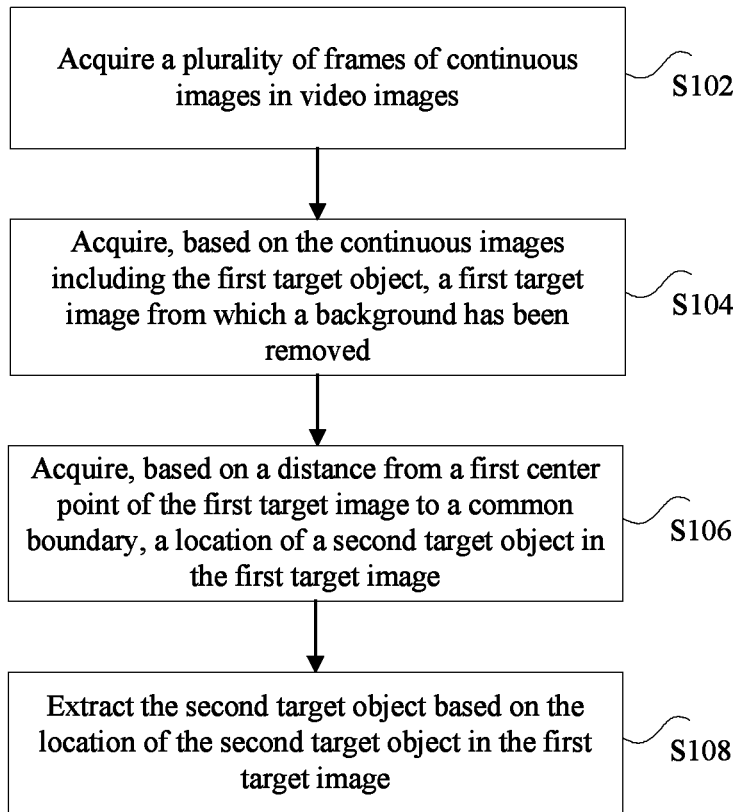 Acquire a plurality of frames of continuous
images in video images
S102
Acquire, based on the continuous images
including the first target object, a first target
image from which a background has been
removed
S104
Acquire, based on a distance from a first center
point of the first target image to a common
boundary, a location of a second target object in
the first target image
S106
Extract the second target object based on the
location of the second target object in the first
target image
S108